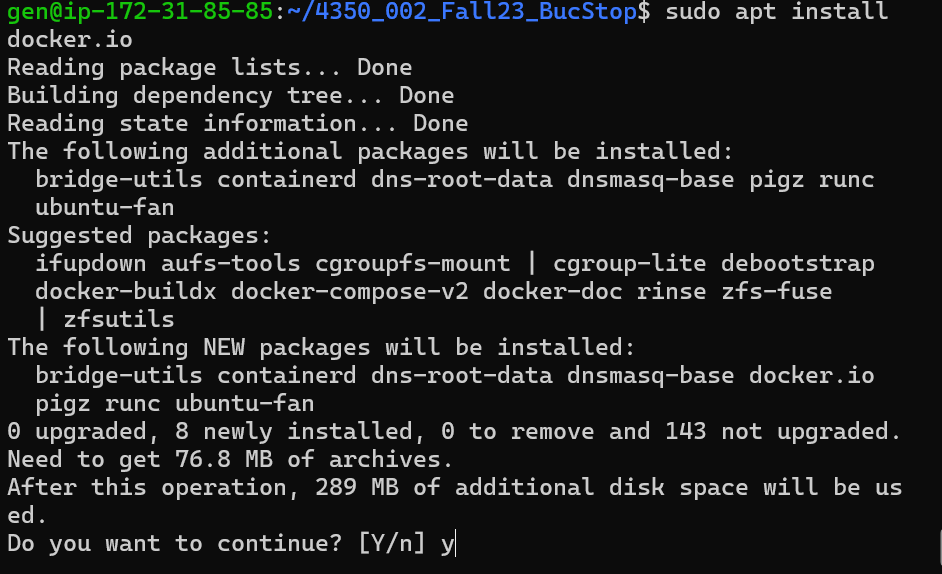 gen@ip-172-31-85-85:~/4350_002_Fall23_BucStop$ sudo apt install
docker.io
Reading package lists... Done
Building dependency tree... Done
Reading state information... Done
The following additional packages will be installed:
  bridge-utils containerd dns-root-data dnsmasq-base pigz runc
  ubuntu-fan
Suggested packages:
  ifupdown aufs-tools cgroupfs-mount | cgroup-lite debootstrap
  docker-buildx docker-compose-v2 docker-doc rinse zfs-fuse
  | zfsutils
The following NEW packages will be installed:
  bridge-utils containerd dns-root-data dnsmasq-base docker.io
  pigz runc ubuntu-fan
0 upgraded, 8 newly installed, 0 to remove and 143 not upgraded.
Need to get 76.8 MB of archives.
After this operation, 289 MB of additional disk space will be us
ed.
Do you want to continue? [Y/n] y